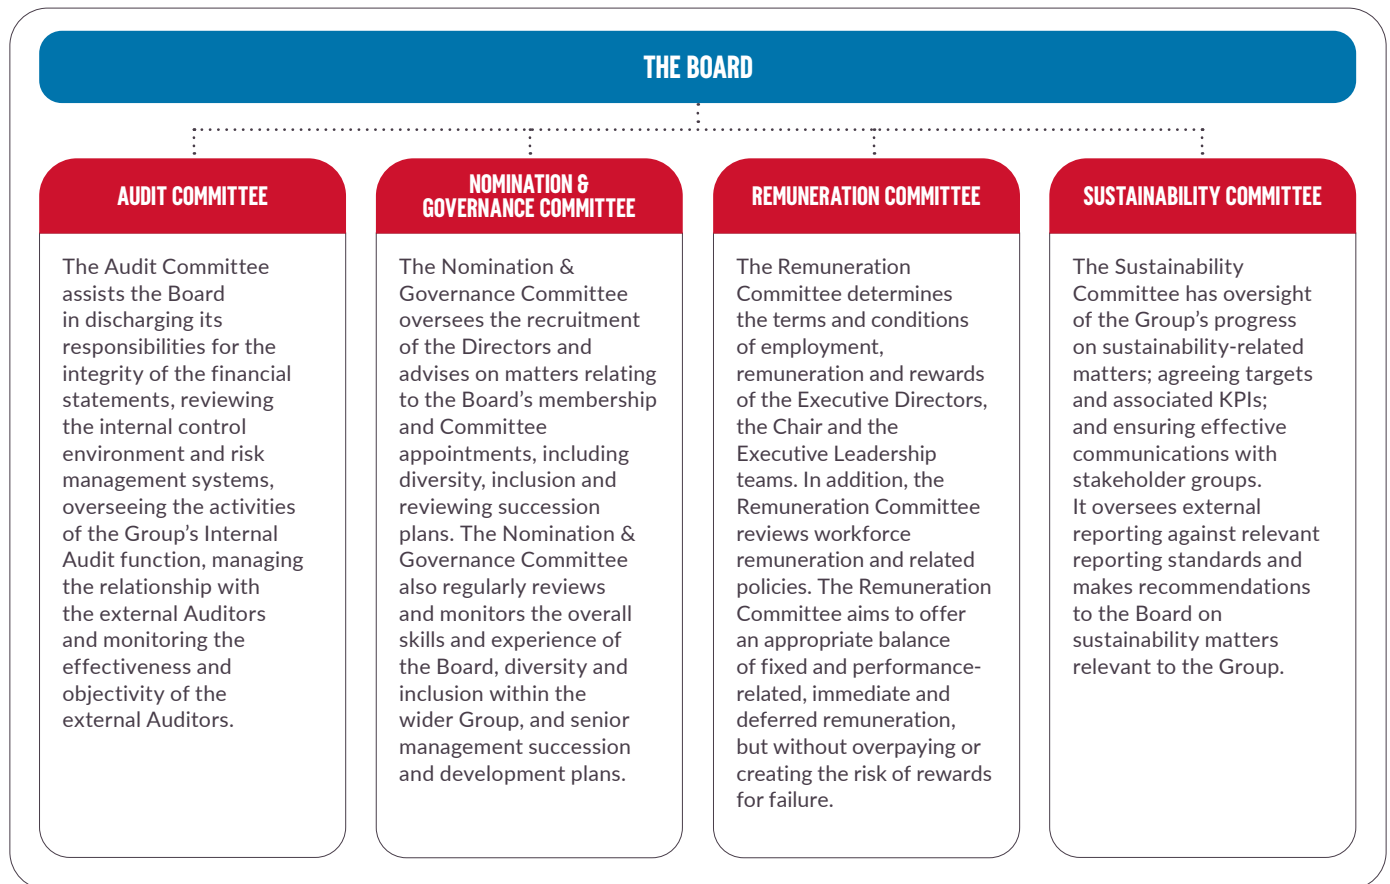 THE BOARD
AUDIT COMMITTEE
The Audit Committee
assists the Board
in discharging its
responsibilities for the
integrity of the financial
statements, reviewing
the internal control
environment and risk
management systems,
overseeing the activities
of the Group’s Internal
Audit function, managing
the relationship with
the external Auditors
and monitoring the
effectiveness and
objectivity of the
external Auditors.
NOMINATION &
GOVERNANCE COMMITTEE
The Nomination &
Governance Committee
oversees the recruitment
of the Directors and
advises on matters relating
to the Board’s membership
and Committee
appointments, including
diversity, inclusion and
reviewing succession
plans. The Nomination &
Governance Committee
also regularly reviews
and monitors the overall
skills and experience of
the Board, diversity and
inclusion within the
wider Group, and senior
management succession
and development plans.
REMUNERATION COMMITTEE
The Remuneration
Committee determines
the terms and conditions
of employment,
remuneration and rewards
of the Executive Directors,
the Chair and the
Executive Leadership
teams. In addition, the
Remuneration Committee
reviews workforce
remuneration and related
policies. The Remuneration
Committee aims to offer
an appropriate balance
of fixed and performance-
related, immediate and
deferred remuneration,
but without overpaying or
creating the risk of rewards
for failure.
SUSTAINABILITY COMMITTEE
The Sustainability
Committee has oversight
of the Group’s progress
on sustainability-related
matters; agreeing targets
and associated KPIs;
and ensuring effective
communications with
stakeholder groups.
It oversees external
reporting against relevant
reporting standards and
makes recommendations
to the Board on
sustainability matters
relevant to the Group.